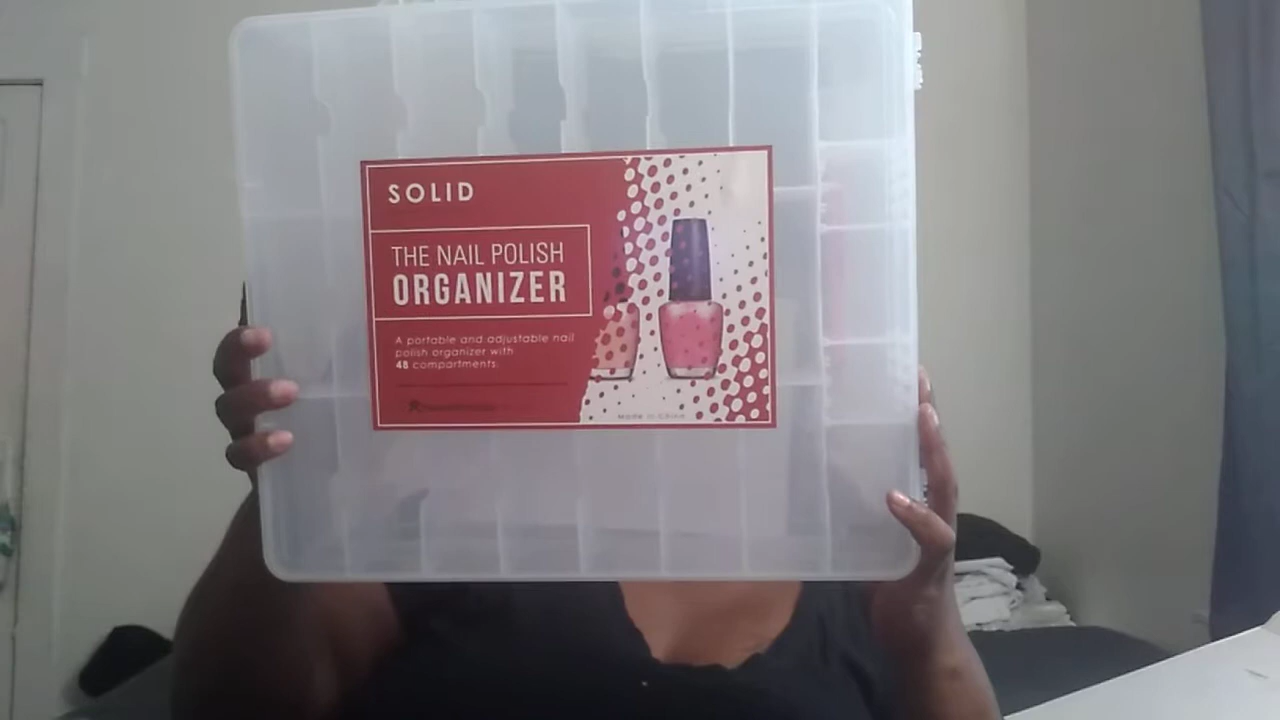 SOLID
THE NAIL POLISH
ORGANIZER
A portable and adjustable nail
polish organizer with
48 compartments.
Made in China